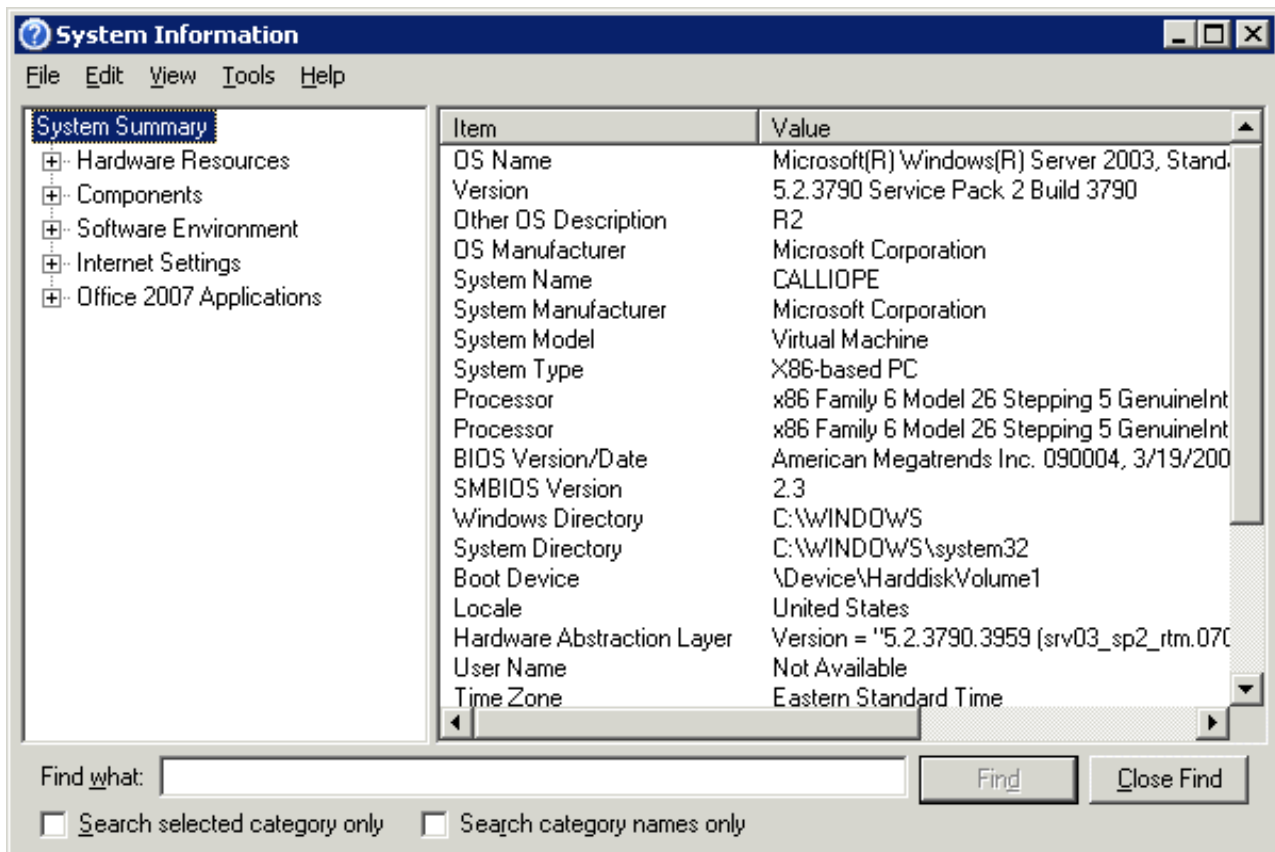 System Information
File Edit View Tools Help
System Summary
Hardware Resources
Components
Software Environment
Internet Settings
Office 2007 Applications
Item Value
OS Name Microsoft(R) Windows(R) Server 2003, Stand
Version 5.2.3790 Service Pack 2 Build 3790
Other OS Description R2
OS Manufacturer Microsoft Corporation
System Name CALLIOPE
System Manufacturer Microsoft Corporation
System Model Virtual Machine
System Type X86-based PC
Processor x86 Family 6 Model 26 Stepping 5 GenuineInt
Processor x86 Family 6 Model 26 Stepping 5 GenuineInt
BIOS Version/Date American Megatrends Inc. 090004, 3/19/200
SMBIOS Version 2.3
Windows Directory C:\WINDOWS
System Directory C:\WINDOWS\system32
Boot Device \Device\HarddiskVolume1
Locale United States
Hardware Abstraction Layer Version = "5.2.3790.3959 (srv03_sp2_rtm.070
User Name Not Available
Time Zone Eastern Standard Time
Find what: Find Close Find
Search selected category only Search category names only